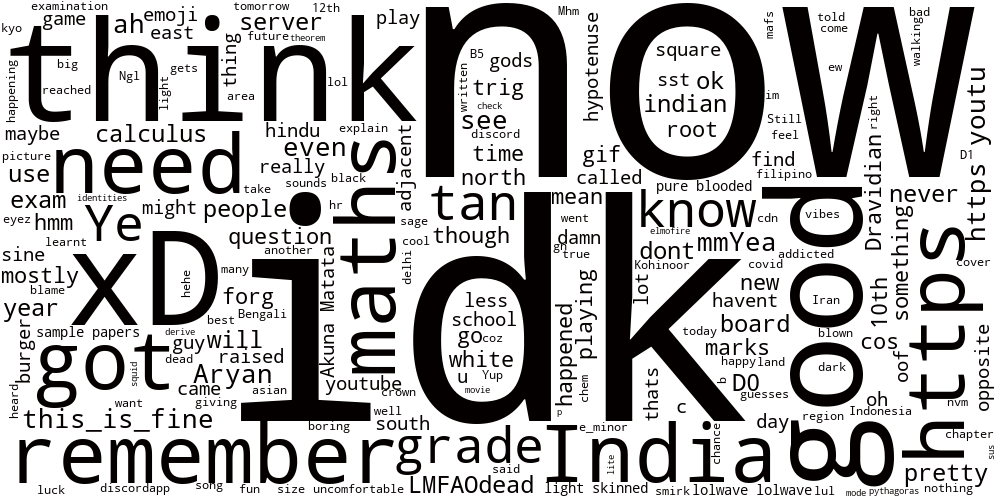 examination
game
kyo
ah
emoji
east
tomorrow
12th
server
play
future
theorem
think
now
happening
big
reached
Ngl
light
gets
thing
area
lol
Mhm
B5
gods
written
trig
check
see
discord
time
north
hypotenuse
square
sst
ok
indian
root
mafs
im
Still
feel
told
come
bad
walking
ew
right
maybe
calculus
hindu
explain
even
really
picture
use
need
take
sounds
black
adjacent
gif
called
find
filipino
D1
https youtu
exam
identities
eyez
hmm
Ye
might
people
hr
maths
sage
tan
mean
pure blooded
know
cdn
good
vibes
Dravidian
never
something
learnt
sine
question
another
though
cool
delhi
went
damn
gn
true
elmofire
dont
mmYea
addicted
https
mostly
blame
year
xD
hehe
many
idk
Akuna Matata
less
school
go
coz
white
u
Yup
movie
happened
playing
chem
lot
Kohinoor
covid
new
havent
Iran
10th
cover
burger
sample papers
forg
best
Bengali
derive
guy
will
dead
raised
today
board
marks
blown
cos
oof
opposite
got
squid
Aryan
came
asian
youtube
crown
happy
land
b
DO
guesses
dark
heard
want
giving
this_is_fine
boring
well
south
p
thats
c
day
region
oh
Indonesia
nvm
remember
grade
India
e_minor
lite
chance
chapter
sus
luck
discordapp
song
fun
size
uncomfortable
LMFAOdead
said
light skinned
smirk
lolwave lolwave
lul
mode
pythagoras
pretty
nothing